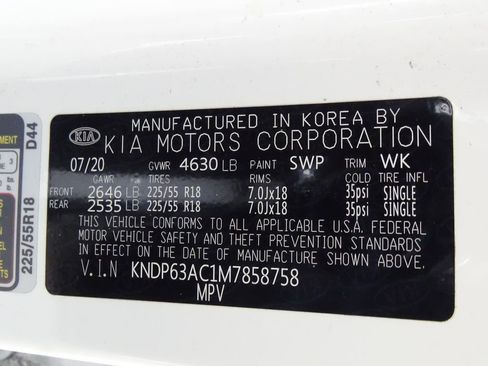 MANUFACTURED IN KOREA BY
KIA KIA MOTORS CORPORATION
07/20 GVWR 4630 LB PAINT SWP TRIM WK
GAWR TIRES RIMS COLD TIRE INFL
FRONT 2646 LB 225/55 R18 7.0Jx18 35psi SINGLE
REAR 2535 LB 225/55 R18 7.0Jx18 35psi SINGLE
THIS VEHICLE CONFORMS TO ALL APPLICABLE U.S.A. FEDERAL
MOTOR VEHICLE SAFETY AND THEFT PREVENTION STANDARDS
IN EFFECT ON THE DATE OF MANUFACTURE SHOWN ABOVE.
V.I.N KNDP63AC1M7858758
MPV
D44
225/55R18